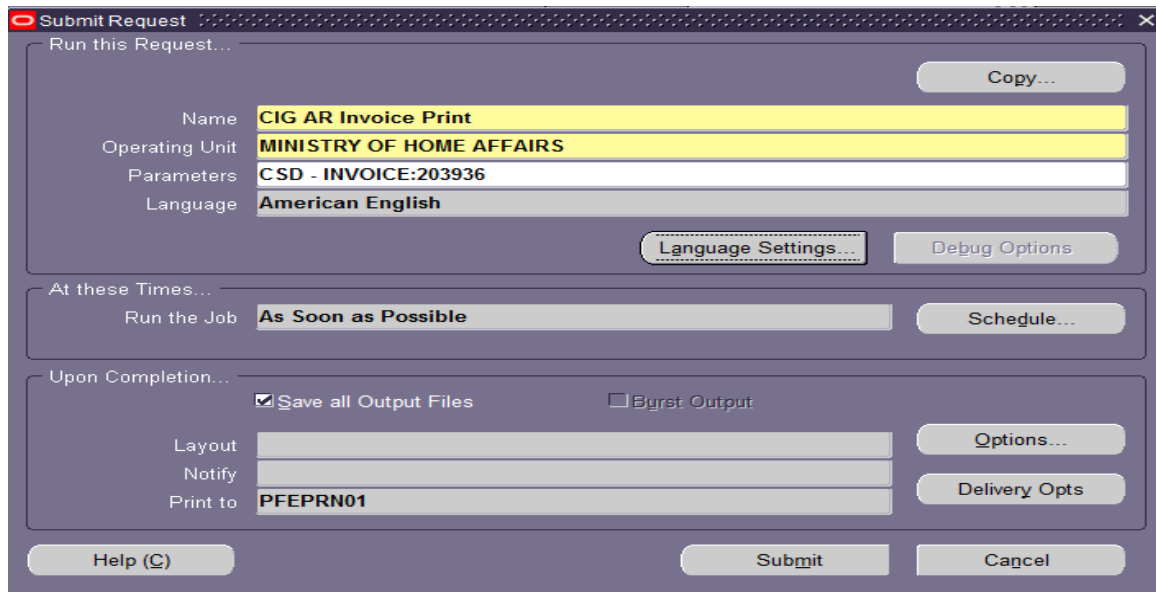 Submit Request
Run this Request...
Copy...
Name CIG AR Invoice Print
Operating Unit MINISTRY OF HOME AFFAIRS
Parameters CSD - INVOICE:203936
Language American English
Language Settings... Debug Options
At these Times...
Run the Job As Soon as Possible Schedule...
Upon Completion...
Save all Output Files Burst Output
Layout Options...
Notify
Delivery Opts
Print to PFEPRN01
Help (C) Submit Cancel